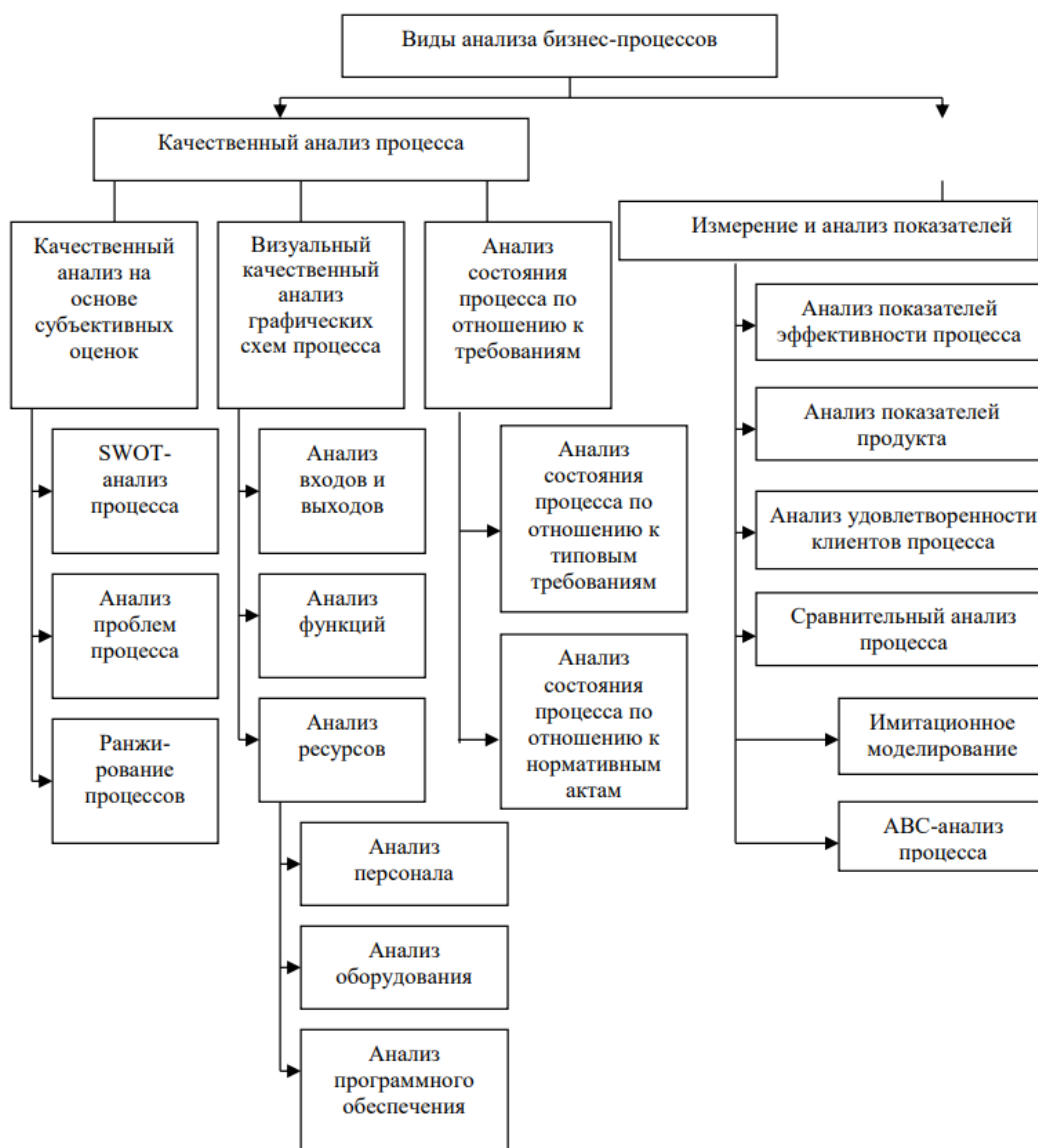 Виды анализа бизнес-процессов
Качественный анализ процесса
Качественный
анализ на
основе
субъективных
оценок
SWOT-
анализ
процесса
Анализ
проблем
процесса
Ранжи-
рование
процессов
Визуальный
качественный
анализ
графических
схем процесса
Анализ
входов и
выходов
Анализ
функций
Анализ
ресурсов
Анализ
персонала
Анализ
оборудования
Анализ
программного
обеспечения
Анализ
состояния
процесса по
отношению к
требованиям
Анализ
состояния
процесса по
отношению к
типовым
требованиям
Анализ
состояния
процесса по
отношению к
нормативным
актам
Измерение и анализ показателей
Анализ показателей
эффективности процесса
Анализ показателей
продукта
Анализ удовлетворенности
клиентов процесса
Сравнительный анализ
процесса
Имитационное
моделирование
АВС-анализ
процесса